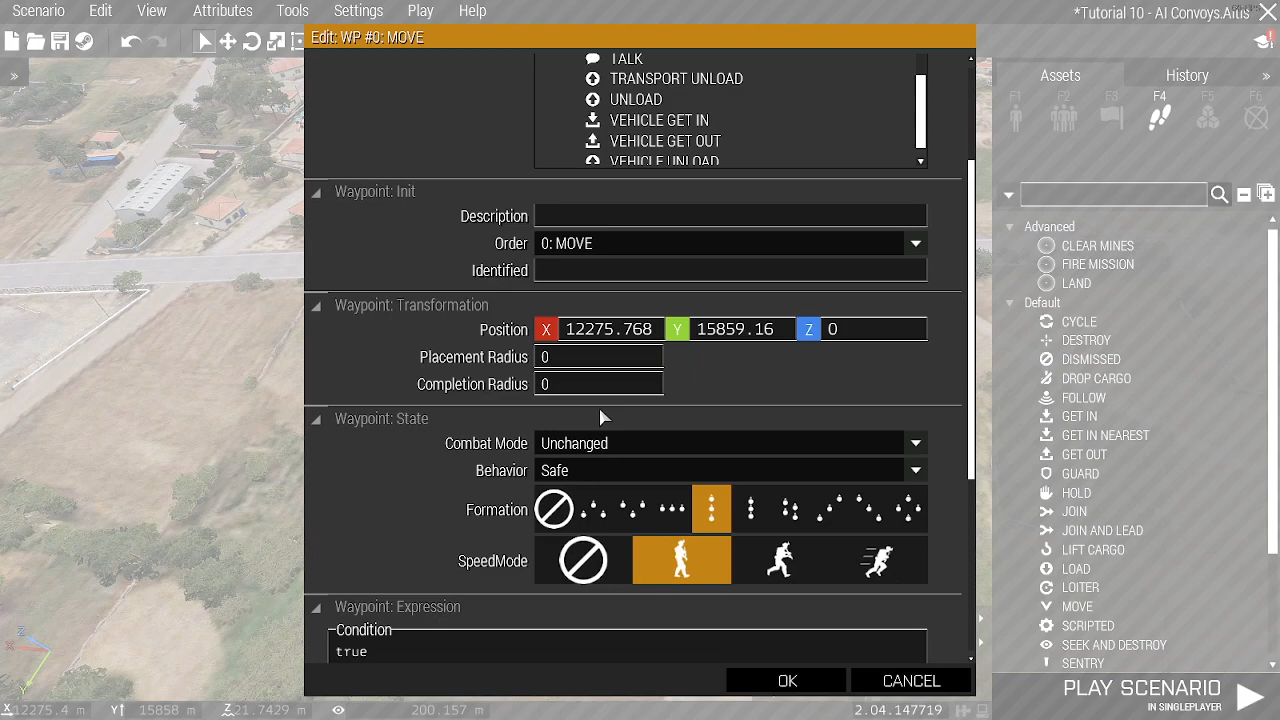 Scenario Edit View Attributes Tools Settings Play Help
*Tutorial 10 - AI Convoys.Altis
Edit: WP #0: MOVE
TALK
TRANSPORT UNLOAD
UNLOAD
VEHICLE GET IN
VEHICLE GET OUT
VEHICLE UNLOAD
Waypoint: Init
Description
Order 0: MOVE
Identified
Waypoint: Transformation
Position X 12275.768 Y 15859.16 Z 0
Placement Radius 0
Completion Radius 0
Waypoint: State
Combat Mode Unchanged
Behavior Safe
Formation
SpeedMode
Waypoint: Expression
Condition
true
OK CANCEL
Assets History »
F1 F2 F3 F4 F5 F6
Advanced
CLEAR MINES
FIRE MISSION
LAND
Default
CYCLE
DESTROY
DISMISSED
DROP CARGO
FOLLOW
GET IN
GET IN NEAREST
GET OUT
GUARD
HOLD
JOIN
JOIN AND LEAD
LIFT CARGO
LOAD
LOITER
MOVE
SCRIPTED
SEEK AND DESTROY
SENTRY
PLAY SCENARIO
IN SINGLEPLAYER
X 12275.4 m Y 15858 m Z 21.7429 m 200.157 m 2.04.147719